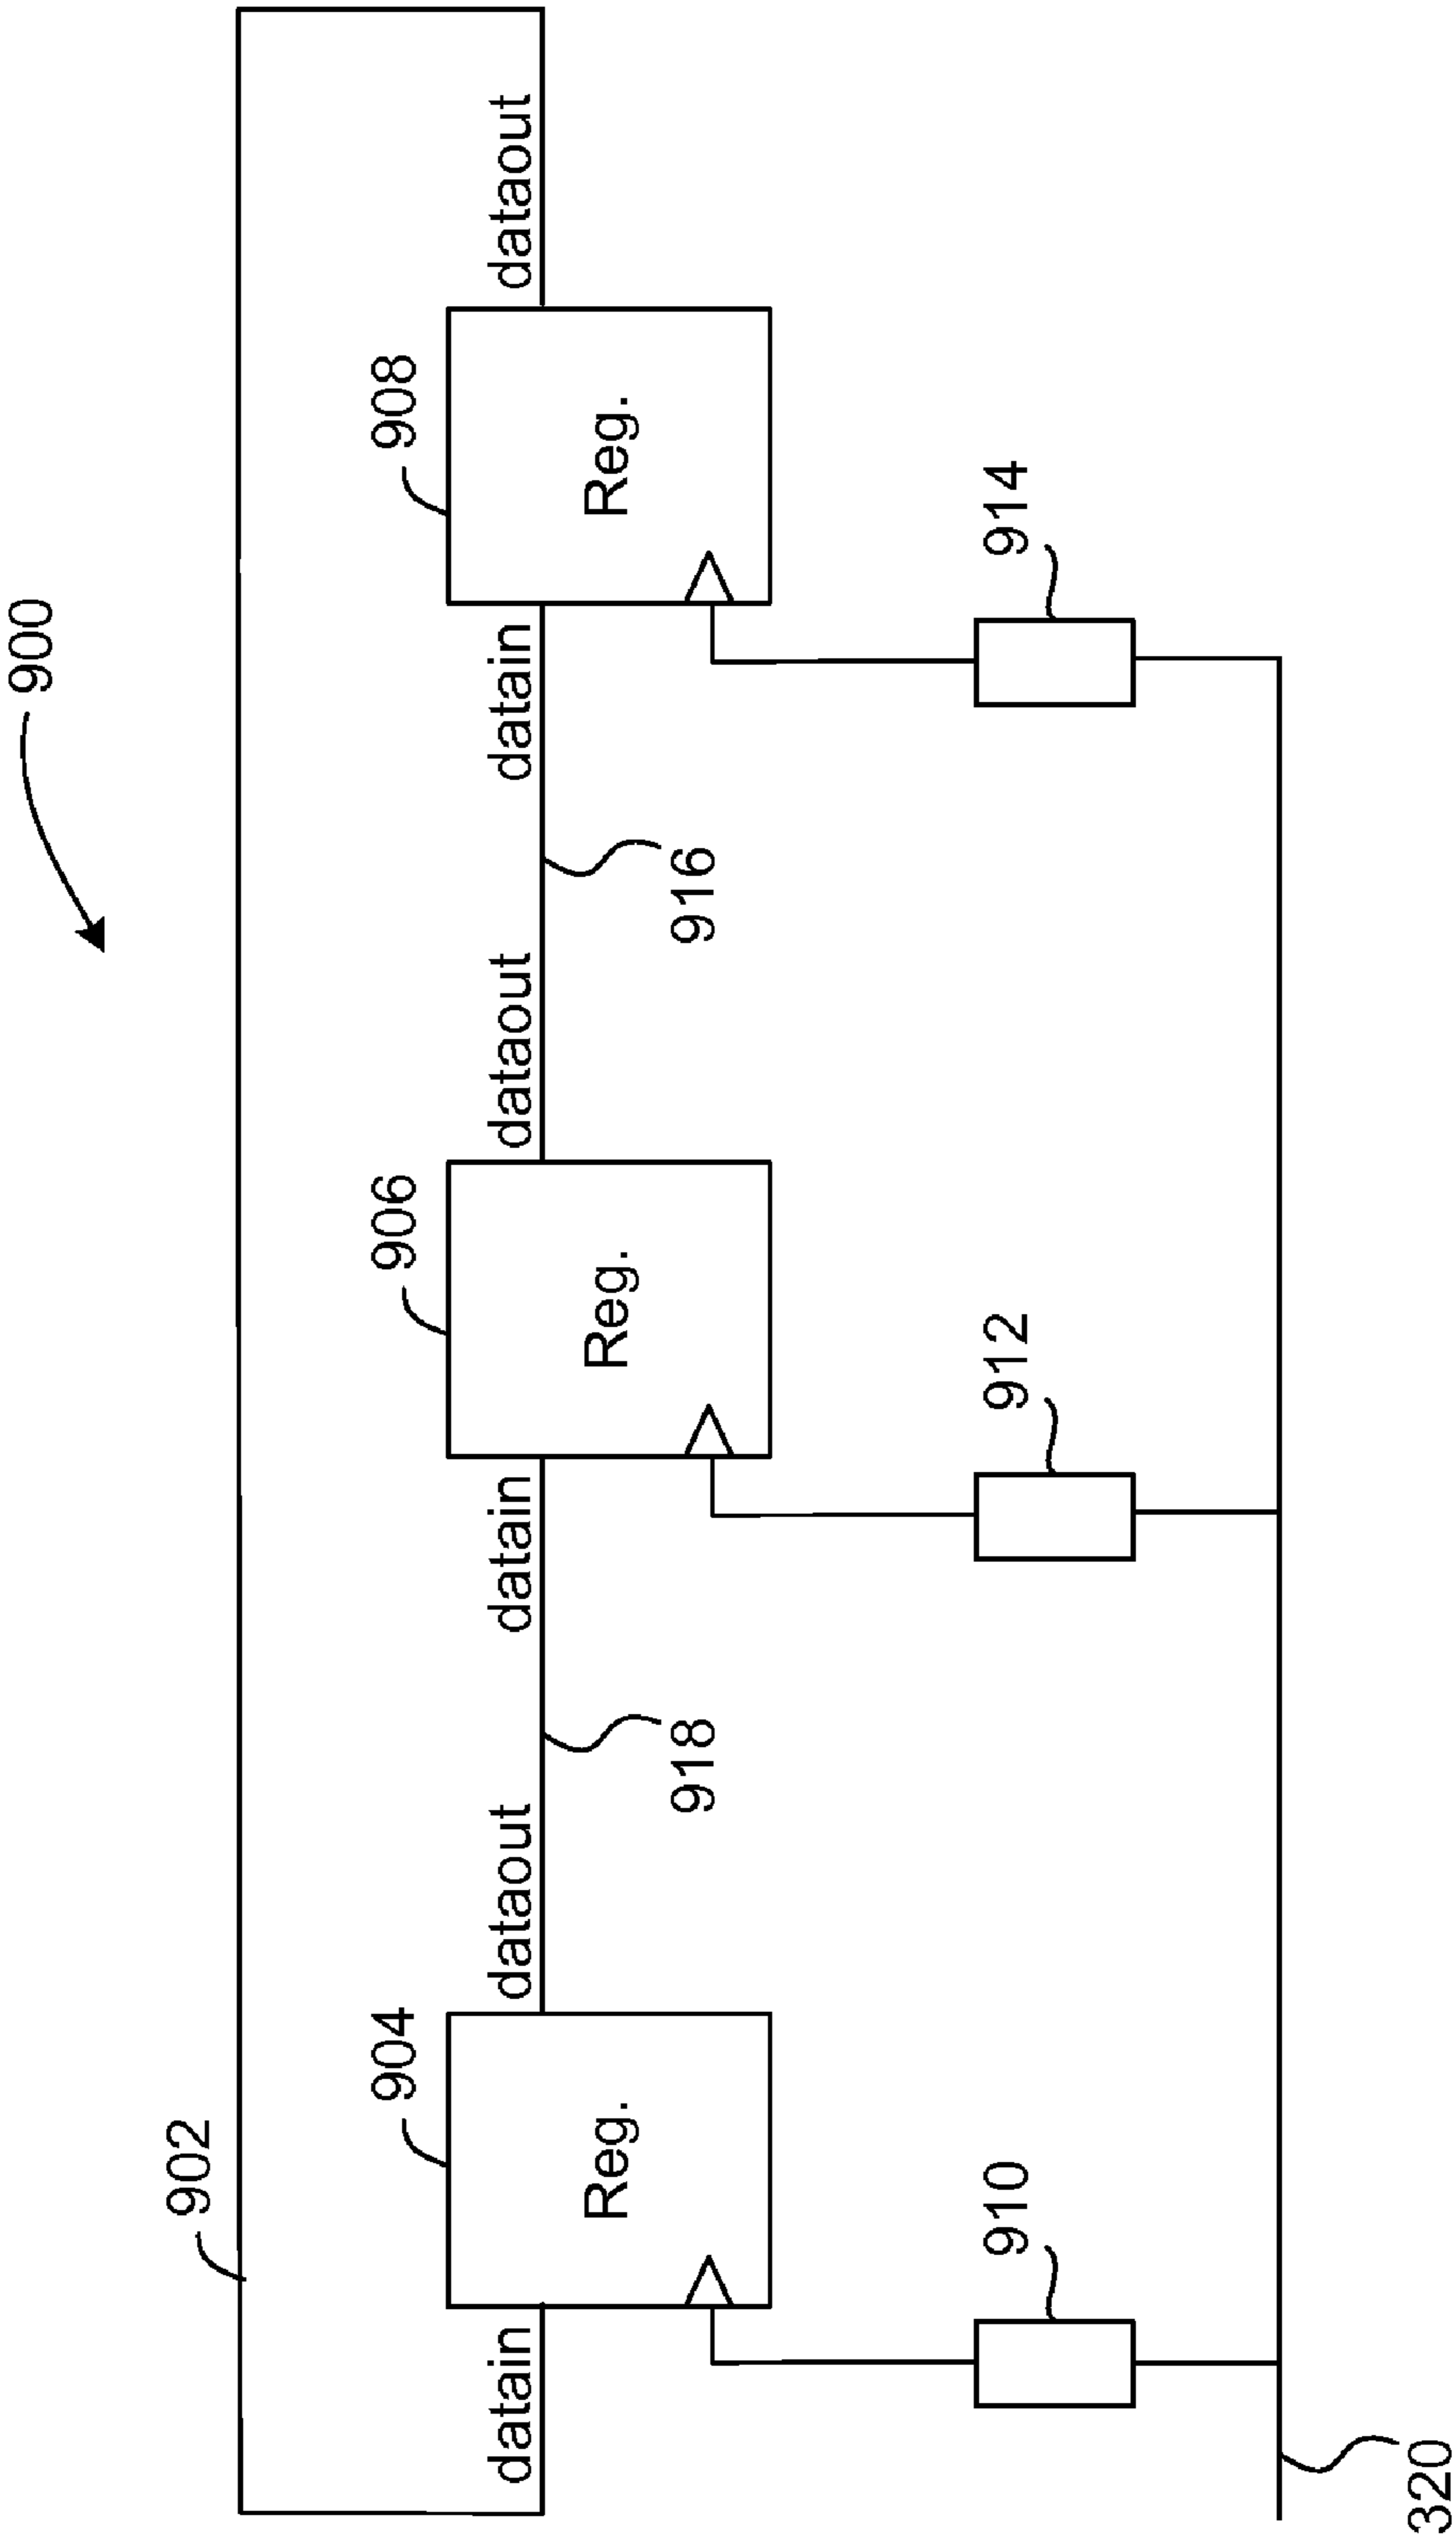 900
902
904
906
908
datain
dataout
datain
dataout
datain
dataout
Reg.
Reg.
Reg.
918
916
910
912
914
320